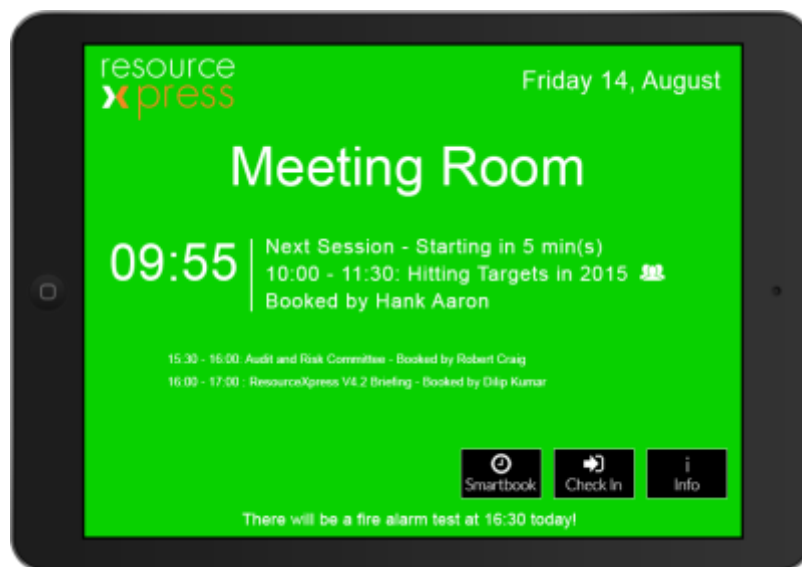 resource
xpress
Friday 14, August
Meeting Room
09:55
Next Session - Starting in 5 min(s)
10:00 - 11:30: Hitting Targets in 2015
Booked by Hank Aaron
15:30 - 16:00: Audit and Risk Committee - Booked by Robert Craig
16:00 - 17:00 : ResourceXpress V4.2 Briefing - Booked by Dilip Kumar
Smartbook
Check In
i
Info
There will be a fire alarm test at 16:30 today!